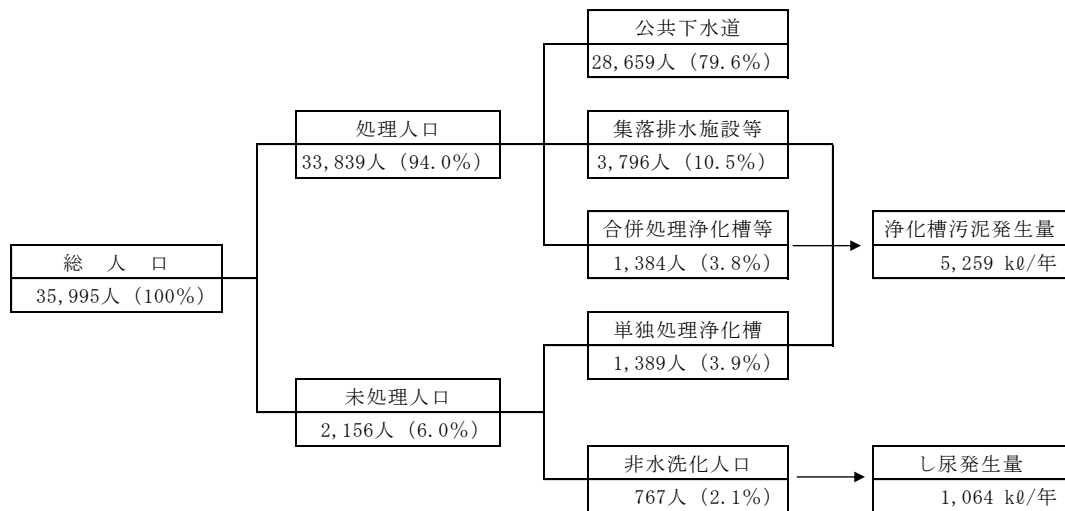 公共下水道
28,659人（79.6％）
処理人口
33,839人（94.0％）
集落排水施設等
3,796人（10.5％）
合併処理浄化槽等
1,384人（3.8％）
浄化槽汚泥発生量
5,259 kℓ/年
総　人　口
35,995人（100％）
単独処理浄化槽
1,389人（3.9％）
未処理人口
2,156人（6.0％）
非水洗化人口
767人（2.1％）
し尿発生量
1,064 kℓ/年